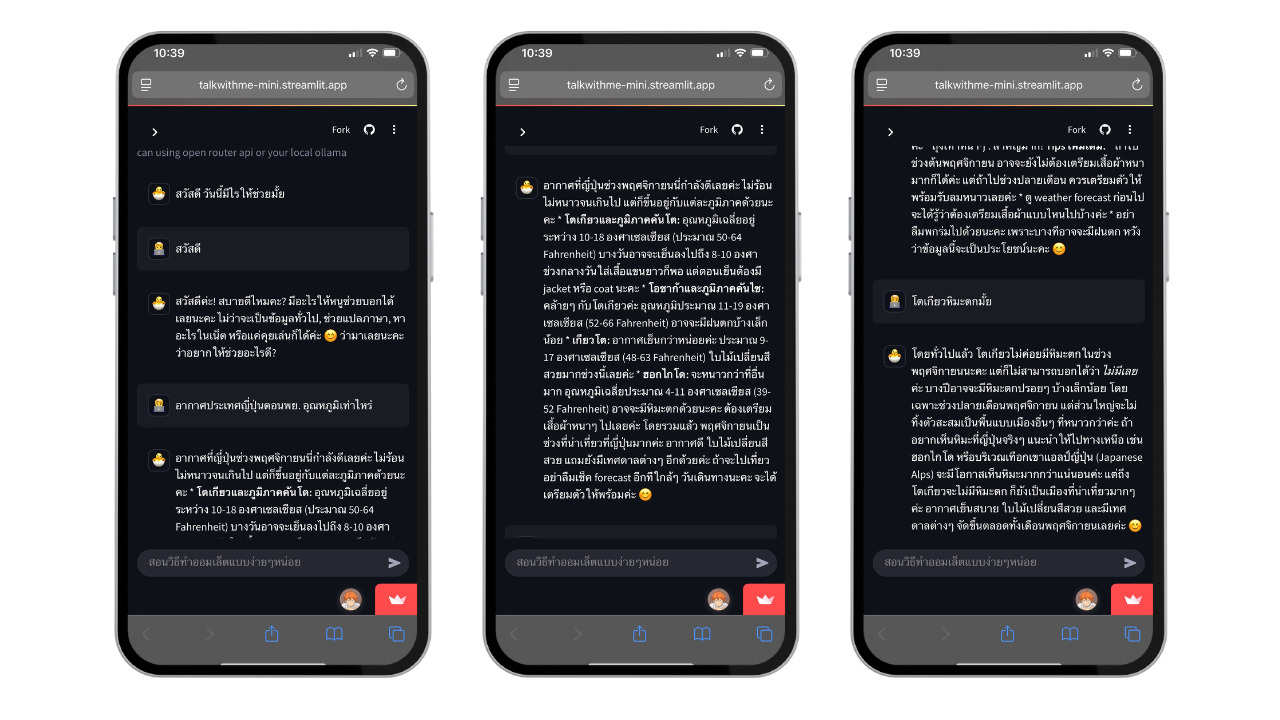 10:39
talkwithme-mini.streamlit.app
Fork
can using open router api or your local ollama
สวัสดี วันนี้มีไรให้ช่วยมั้ย
สวัสดี
สวัสดีค่ะ! สบายดีไหมคะ? มีอะไรให้หนูช่วยบอกได้
เลยนะคะ ไม่ว่าจะเป็นข้อมูลทั่วไป, ช่วยแปลภาษา, หา
อะไรในเน็ต หรือแค่คุยเล่นก็ได้ค่ะ 😊 ว่ามาเลยนะคะ
ว่าอยากให้ช่วยอะไรดี?
อากาศประเทศญี่ปุ่นตอนพย. อุณหภูมิเท่าไหร่
อากาศที่ญี่ปุ่นช่วงพฤศจิกายนนี่กำลังดีเลยค่ะ ไม่ร้อน
ไม่หนาวจนเกินไป แต่ก็ขึ้นอยู่กับแต่ละภูมิภาคด้วยนะ
คะ * โตเกียวและภูมิภาคคันโต: อุณหภูมิเฉลี่ยอยู่
ระหว่าง 10-18 องศาเซลเซียส (ประมาณ 50-64
Fahrenheit) บางวันอาจจะเย็นลงไปถึง 8-10 องศา
สอนวิธีทำออมเล็ตแบบง่ายๆหน่อย
10:39
talkwithme-mini.streamlit.app
Fork
อากาศที่ญี่ปุ่นช่วงพฤศจิกายนนี่กำลังดีเลยค่ะ ไม่ร้อน
ไม่หนาวจนเกินไป แต่ก็ขึ้นอยู่กับแต่ละภูมิภาคด้วยนะ
คะ * โตเกียวและภูมิภาคคันโต: อุณหภูมิเฉลี่ยอยู่
ระหว่าง 10-18 องศาเซลเซียส (ประมาณ 50-64
Fahrenheit) บางวันอาจจะเย็นลงไปถึง 8-10 องศา
ช่วงกลางวันใส่เสื้อแขนยาวก็พอ แต่ตอนเย็นต้องมี
jacket หรือ coat นะคะ * โอซาก้าและภูมิภาคคันไซ:
คล้ายๆ กับโตเกียวค่ะ อุณหภูมิประมาณ 11-19 องศา
เซลเซียส (52-66 Fahrenheit) อาจจะมีฝนตกบ้างเล็ก
น้อย * เกียวโต: อากาศเย็นกว่าหน่อยค่ะ ประมาณ 9-
17 องศาเซลเซียส (48-63 Fahrenheit) ใบไม้เปลี่ยนสี
สวยมากช่วงนี้เลยค่ะ * ฮอกไกโด: จะหนาวกว่าที่อื่น
มาก อุณหภูมิเฉลี่ยประมาณ 4-11 องศาเซลเซียส (39-
52 Fahrenheit) อาจจะมีหิมะตกด้วยนะคะ ต้องเตรียม
เสื้อผ้าหนาๆ ไปเลยค่ะ โดยรวมแล้ว พฤศจิกายนเป็น
ช่วงที่น่าเที่ยวที่ญี่ปุ่นมากค่ะ อากาศดี ใบไม้เปลี่ยนสี
สวย แถมยังมีเทศกาลต่างๆ อีกด้วยค่ะ ถ้าจะไปเที่ยว
อย่าลืมเช็ค forecast อีกทีใกล้ๆ วันเดินทางนะคะ จะได้
เตรียมตัวให้พร้อมค่ะ 😊
สอนวิธีทำออมเล็ตแบบง่ายๆหน่อย
10:39
talkwithme-mini.streamlit.app
Fork
ช่วงต้นพฤศจิกายน อาจจะยังไม่ต้องเตรียมเสื้อผ้าหนา
มากก็ได้ค่ะ แต่ถ้าไปช่วงปลายเดือน ควรเตรียมตัวให้
พร้อมรับลมหนาวเลยค่ะ * ดู weather forecast ก่อนไป
จะได้รู้ว่าต้องเตรียมเสื้อผ้าแบบไหนไปบ้างค่ะ * อย่า
ลืมพกร่มไปด้วยนะคะ เพราะบางทีอาจจะมีฝนตก หวัง
ว่าข้อมูลนี้จะเป็นประโยชน์นะคะ 😊
โตเกียวหิมะตกมั้ย
โดยทั่วไปแล้ว โตเกียวไม่ค่อยมีหิมะตกในช่วง
พฤศจิกายนนะคะ แต่ก็ไม่สามารถบอกได้ว่า ไม่มีเลย
ค่ะ บางปีอาจจะมีหิมะตกปรอยๆ บ้างเล็กน้อย โดย
เฉพาะช่วงปลายเดือนพฤศจิกายน แต่ส่วนใหญ่จะไม่
ทิ้งตัวสะสมเป็นพื้นแบบเมืองอื่นๆ ที่หนาวกว่าค่ะ ถ้า
อยากเห็นหิมะที่ญี่ปุ่นจริงๆ แนะนำให้ไปทางเหนือ เช่น
ฮอกไกโด หรือบริเวณเทือกเขาแอลป์ญี่ปุ่น (Japanese
Alps) จะมีโอกาสเห็นหิมะมากกว่าแน่นอนค่ะ แต่ถึง
โตเกียวจะไม่มีหิมะตก ก็ยังเป็นเมืองที่น่าเที่ยวมากๆ
ค่ะ อากาศเย็นสบาย ใบไม้เปลี่ยนสีสวย และมีเทศ
กาลต่างๆ จัดขึ้นตลอดทั้งเดือนพฤศจิกายนเลยค่ะ 😊
สอนวิธีทำออมเล็ตแบบง่ายๆหน่อย